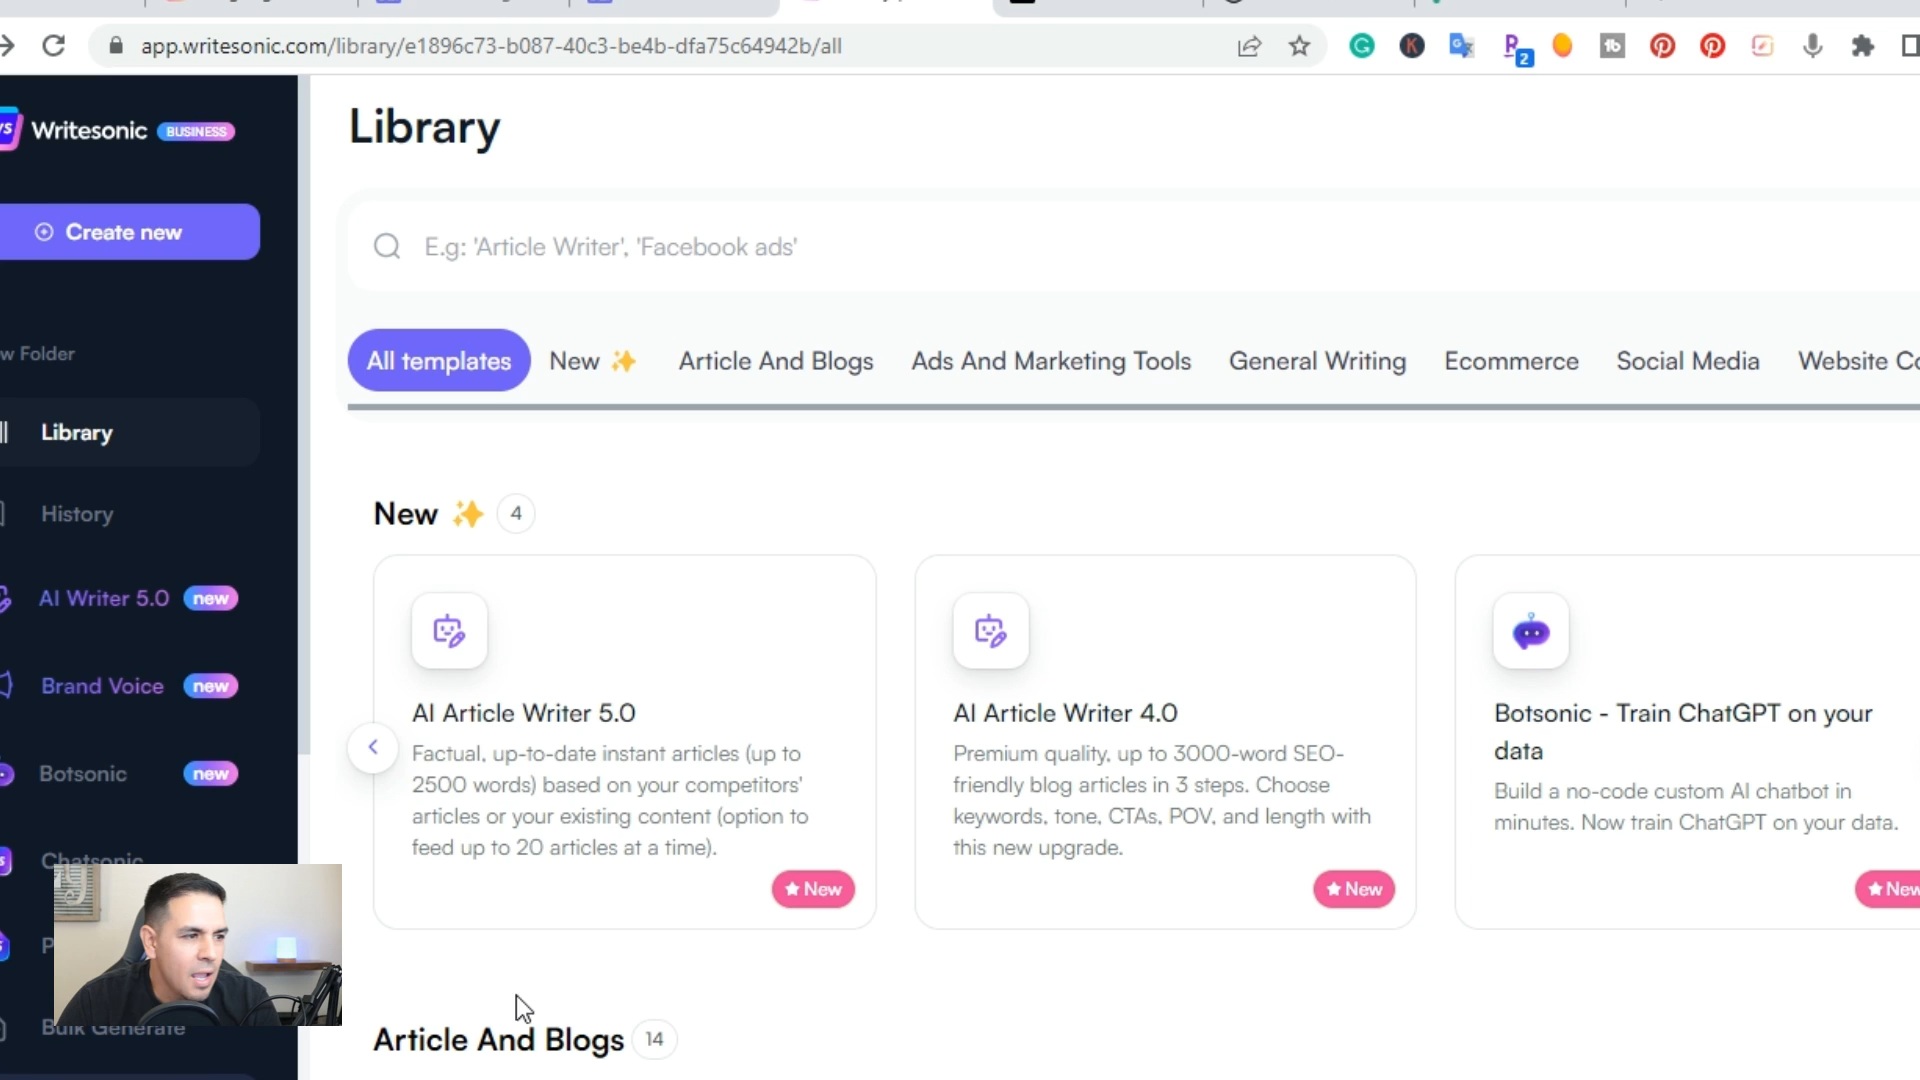 app.writesonic.com/library/e1896c73-b087-40c3-be4b-dfa75c64942b/all
2
Writesonic BUSINESS
Create new
Folder
Library
History
AI Writer 5.0 new
Brand Voice new
Botsonic new
Chatsonic
Bulk Generate
Library
E.g: 'Article Writer', 'Facebook ads'
All templates New ✨ Article And Blogs Ads And Marketing Tools General Writing Ecommerce Social Media Website
New ✨ 4
AI Article Writer 5.0
Factual, up-to-date instant articles (up to
2500 words) based on your competitors'
articles or your existing content (option to
feed up to 20 articles at a time).
New
AI Article Writer 4.0
Premium quality, up to 3000-word SEO-
friendly blog articles in 3 steps. Choose
keywords, tone, CTAs, POV, and length with
this new upgrade.
New
Botsonic - Train ChatGPT on your
data
Build a no-code custom AI chatbot in
minutes. Now train ChatGPT on your data.
New
Article And Blogs 14